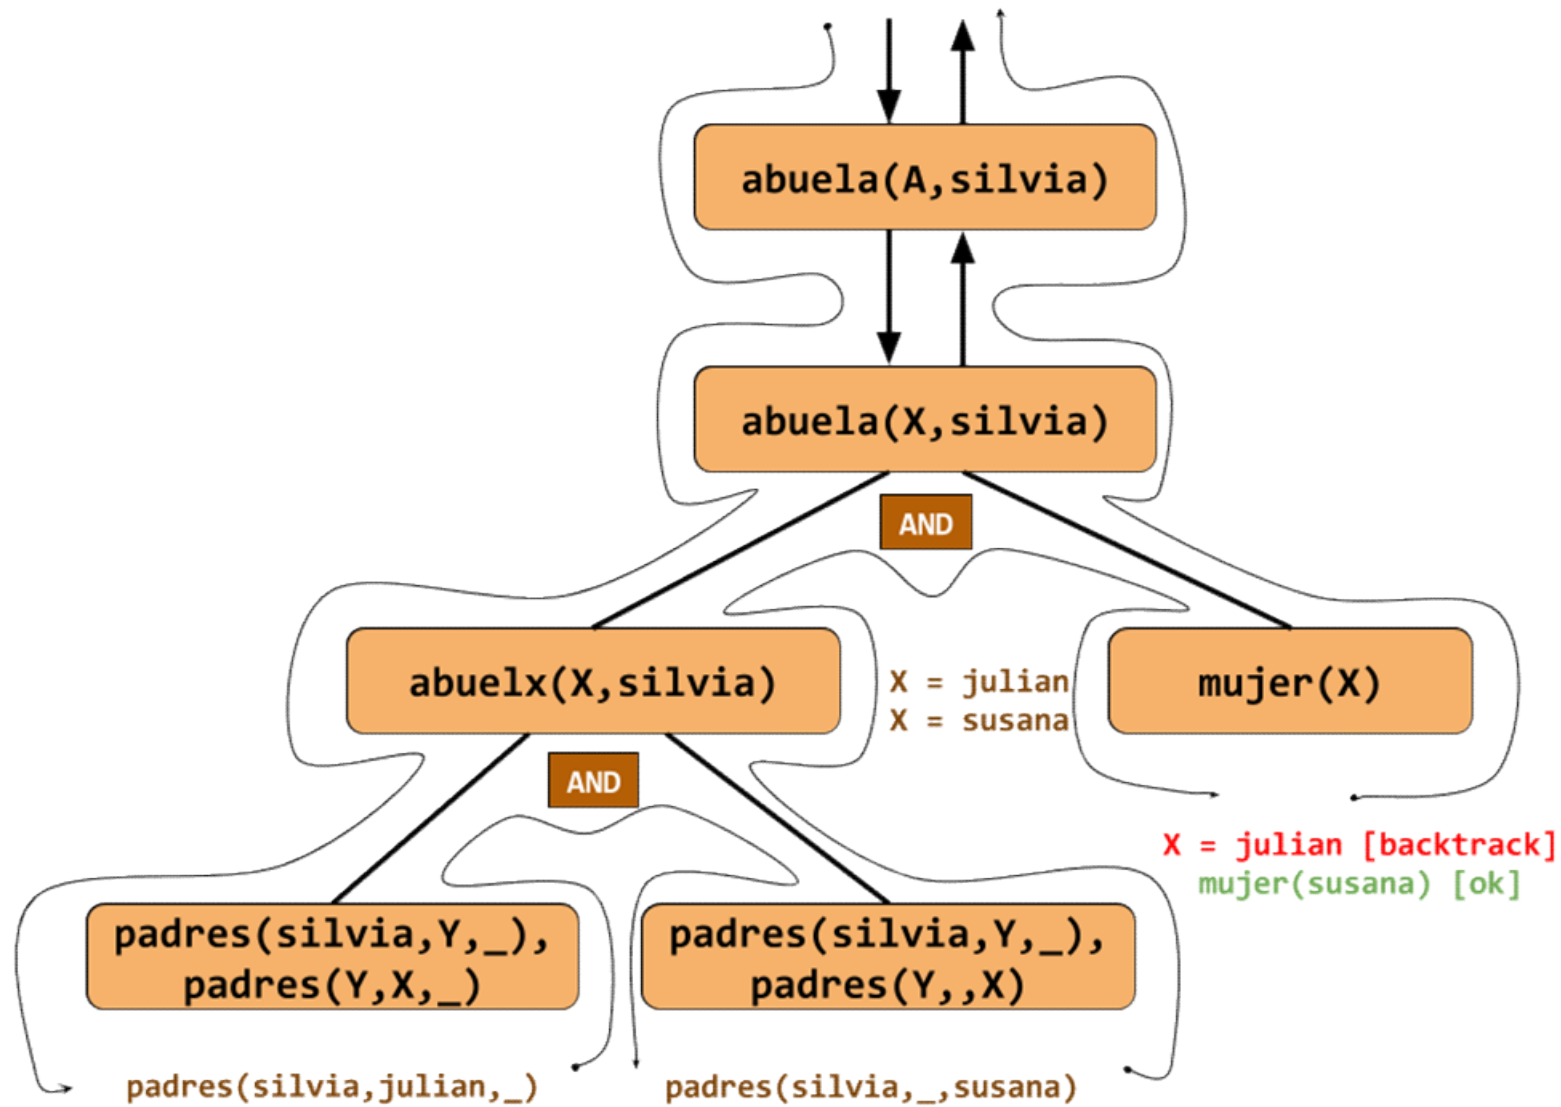 abuela(A,silvia)
abuela(X,silvia)
AND
abuelx(X,silvia)
X = julian
X = susana
mujer(X)
AND
X = julian [backtrack]
mujer(susana) [ok]
padres(silvia,Y,_),
padres(Y,X,_)
padres(silvia,Y,_),
padres(Y,,X)
padres(silvia,julian,_)
padres(silvia,_,susana)